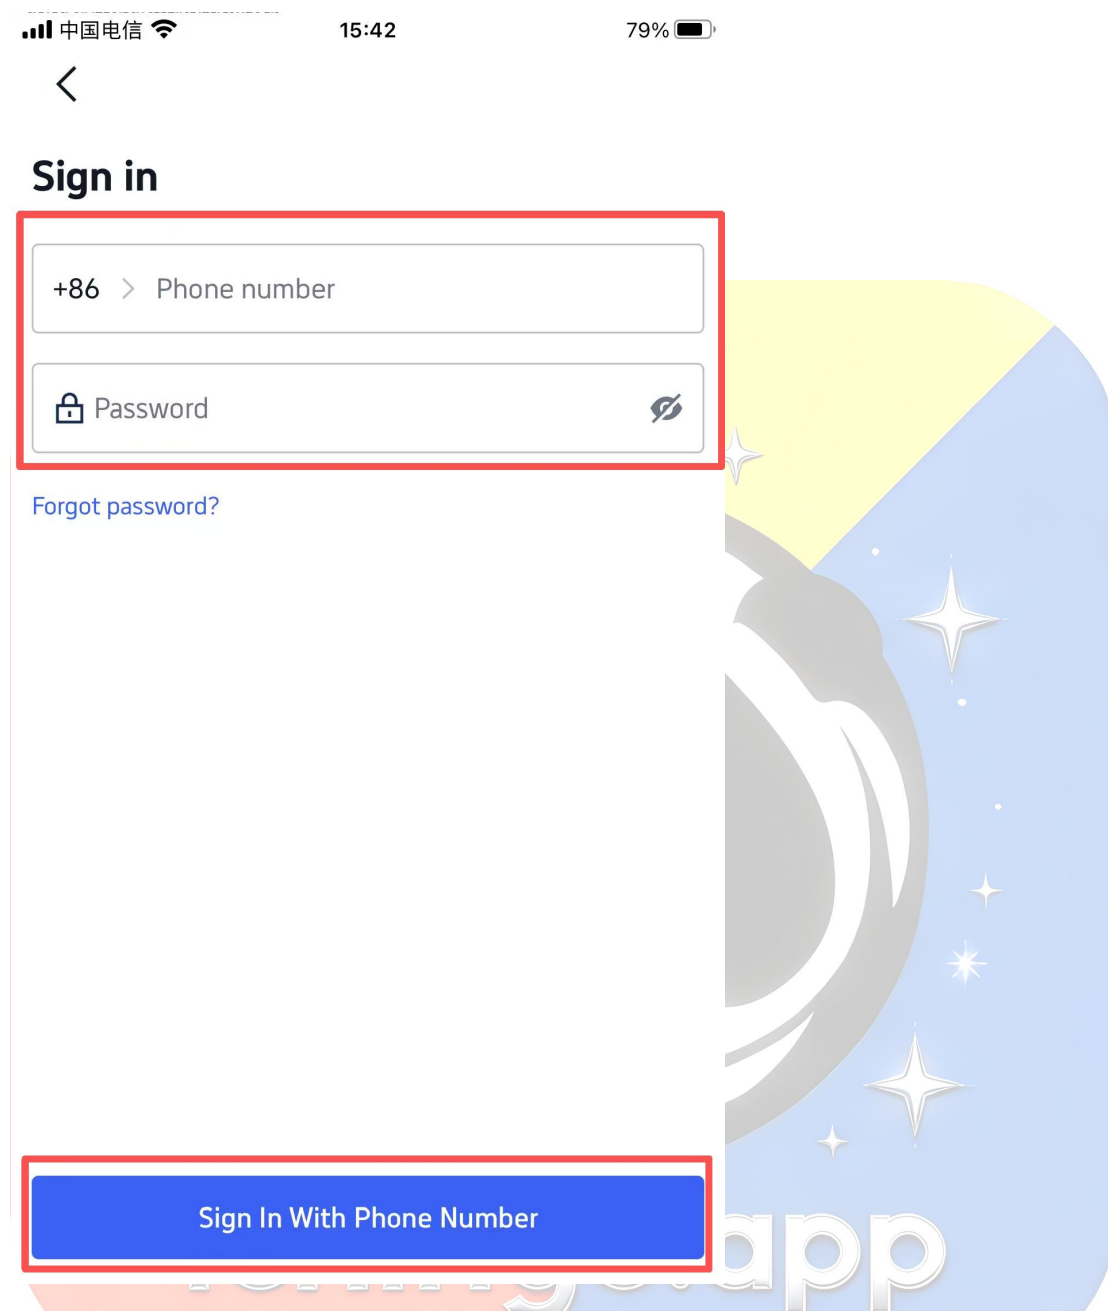 中国电信 15:42 79%
Sign in
+86 > Phone number
Password
Forgot password?
Sign In With Phone Number
app